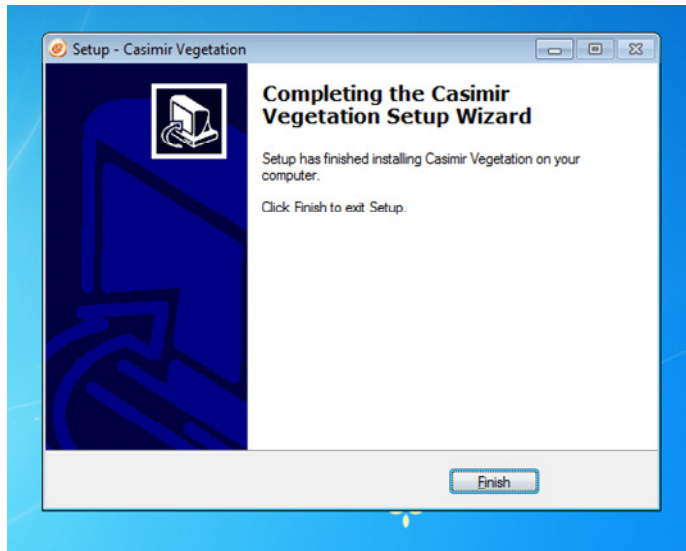 Setup - Casimir Vegetation
Completing the Casimir
Vegetation Setup Wizard
Setup has finished installing Casimir Vegetation on your
computer.
Click Finish to exit Setup.
Finish